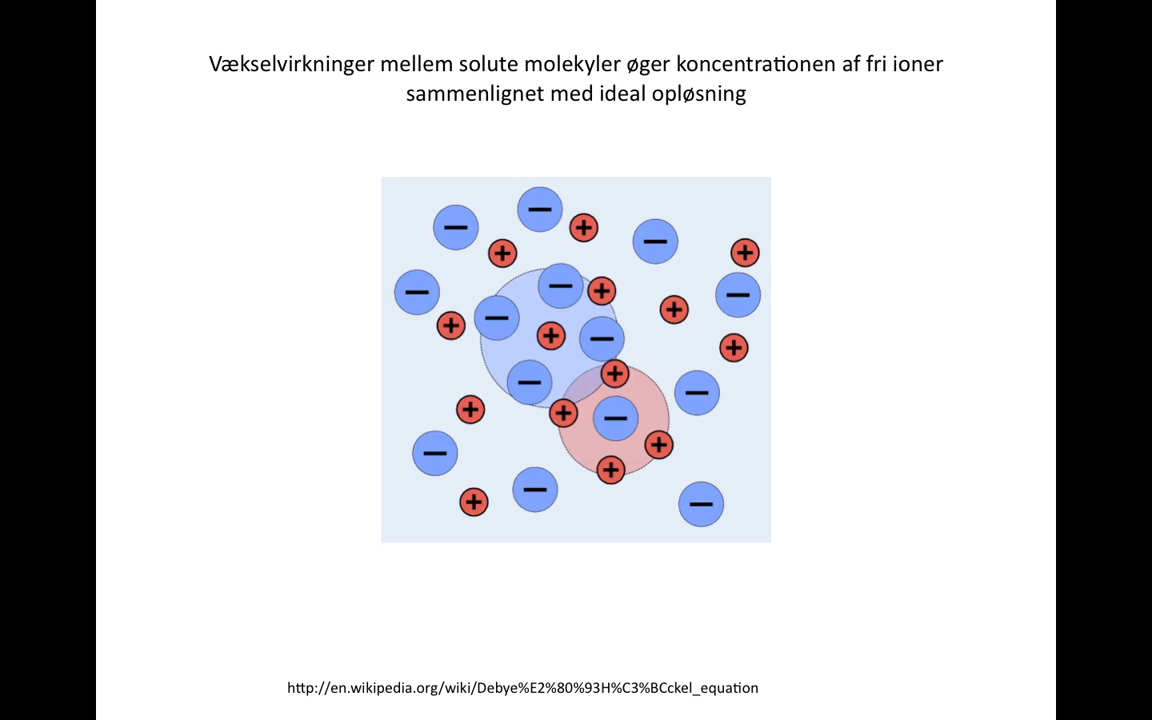 Vækselvirkninger mellem solute molekyler øger koncentrationen af fri ioner
sammenlignet med ideal opløsning
− − + − + + − − − + + − + − + − − + + − + − + − + − + −
http://en.wikipedia.org/wiki/Debye%E2%80%93H%C3%BCckel_equation